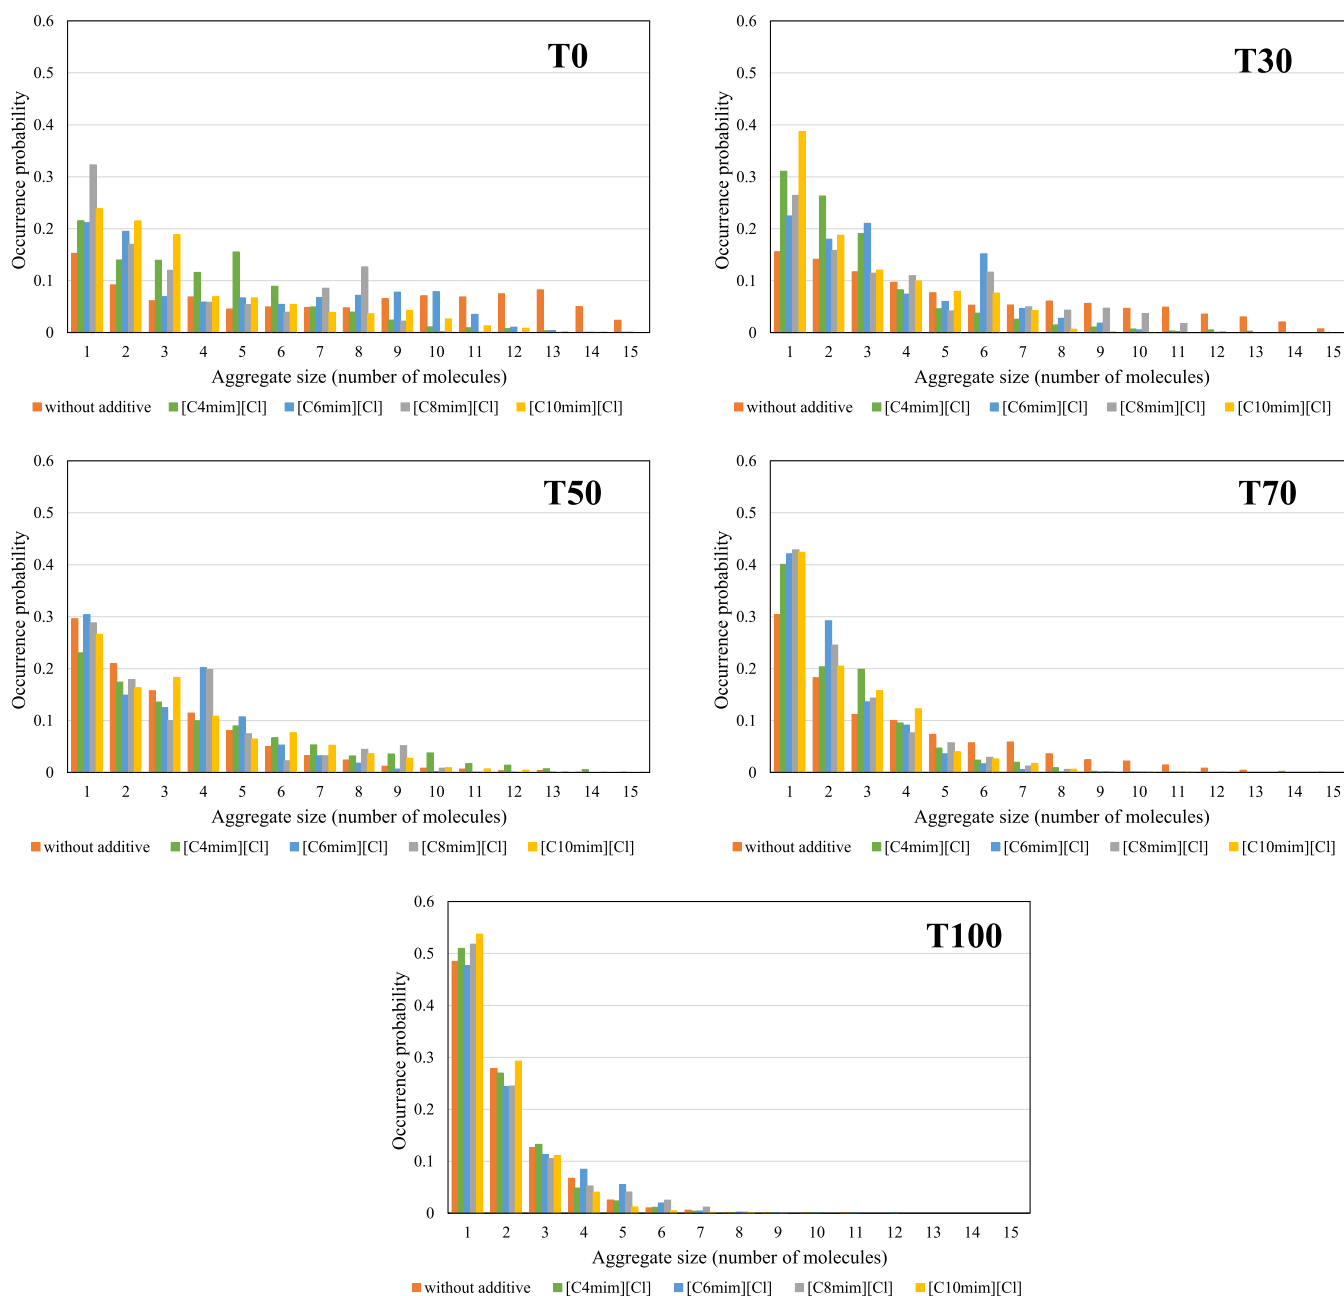 T0
Occurrence probability
0.6
0.5
0.4
0.3
0.2
0.1
0
1 2 3 4 5 6 7 8 9 10 11 12 13 14 15
Aggregate size (number of molecules)
without additive [C4mim][Cl] [C6mim][Cl] [C8mim][Cl] [C10mim][Cl]
T30
Occurrence probability
0.6
0.5
0.4
0.3
0.2
0.1
0
1 2 3 4 5 6 7 8 9 10 11 12 13 14 15
Aggregate size (number of molecules)
without additive [C4mim][Cl] [C6mim][Cl] [C8mim][Cl] [C10mim][Cl]
T50
Occurrence probability
0.6
0.5
0.4
0.3
0.2
0.1
0
1 2 3 4 5 6 7 8 9 10 11 12 13 14 15
Aggregate size (number of molecules)
without additive [C4mim][Cl] [C6mim][Cl] [C8mim][Cl] [C10mim][Cl]
T70
Occurrence probability
0.6
0.5
0.4
0.3
0.2
0.1
0
1 2 3 4 5 6 7 8 9 10 11 12 13 14 15
Aggregate size (number of molecules)
without additive [C4mim][Cl] [C6mim][Cl] [C8mim][Cl] [C10mim][Cl]
T100
Occurrence probability
0.6
0.5
0.4
0.3
0.2
0.1
0
1 2 3 4 5 6 7 8 9 10 11 12 13 14 15
Aggregate size (number of molecules)
without additive [C4mim][Cl] [C6mim][Cl] [C8mim][Cl] [C10mim][Cl]